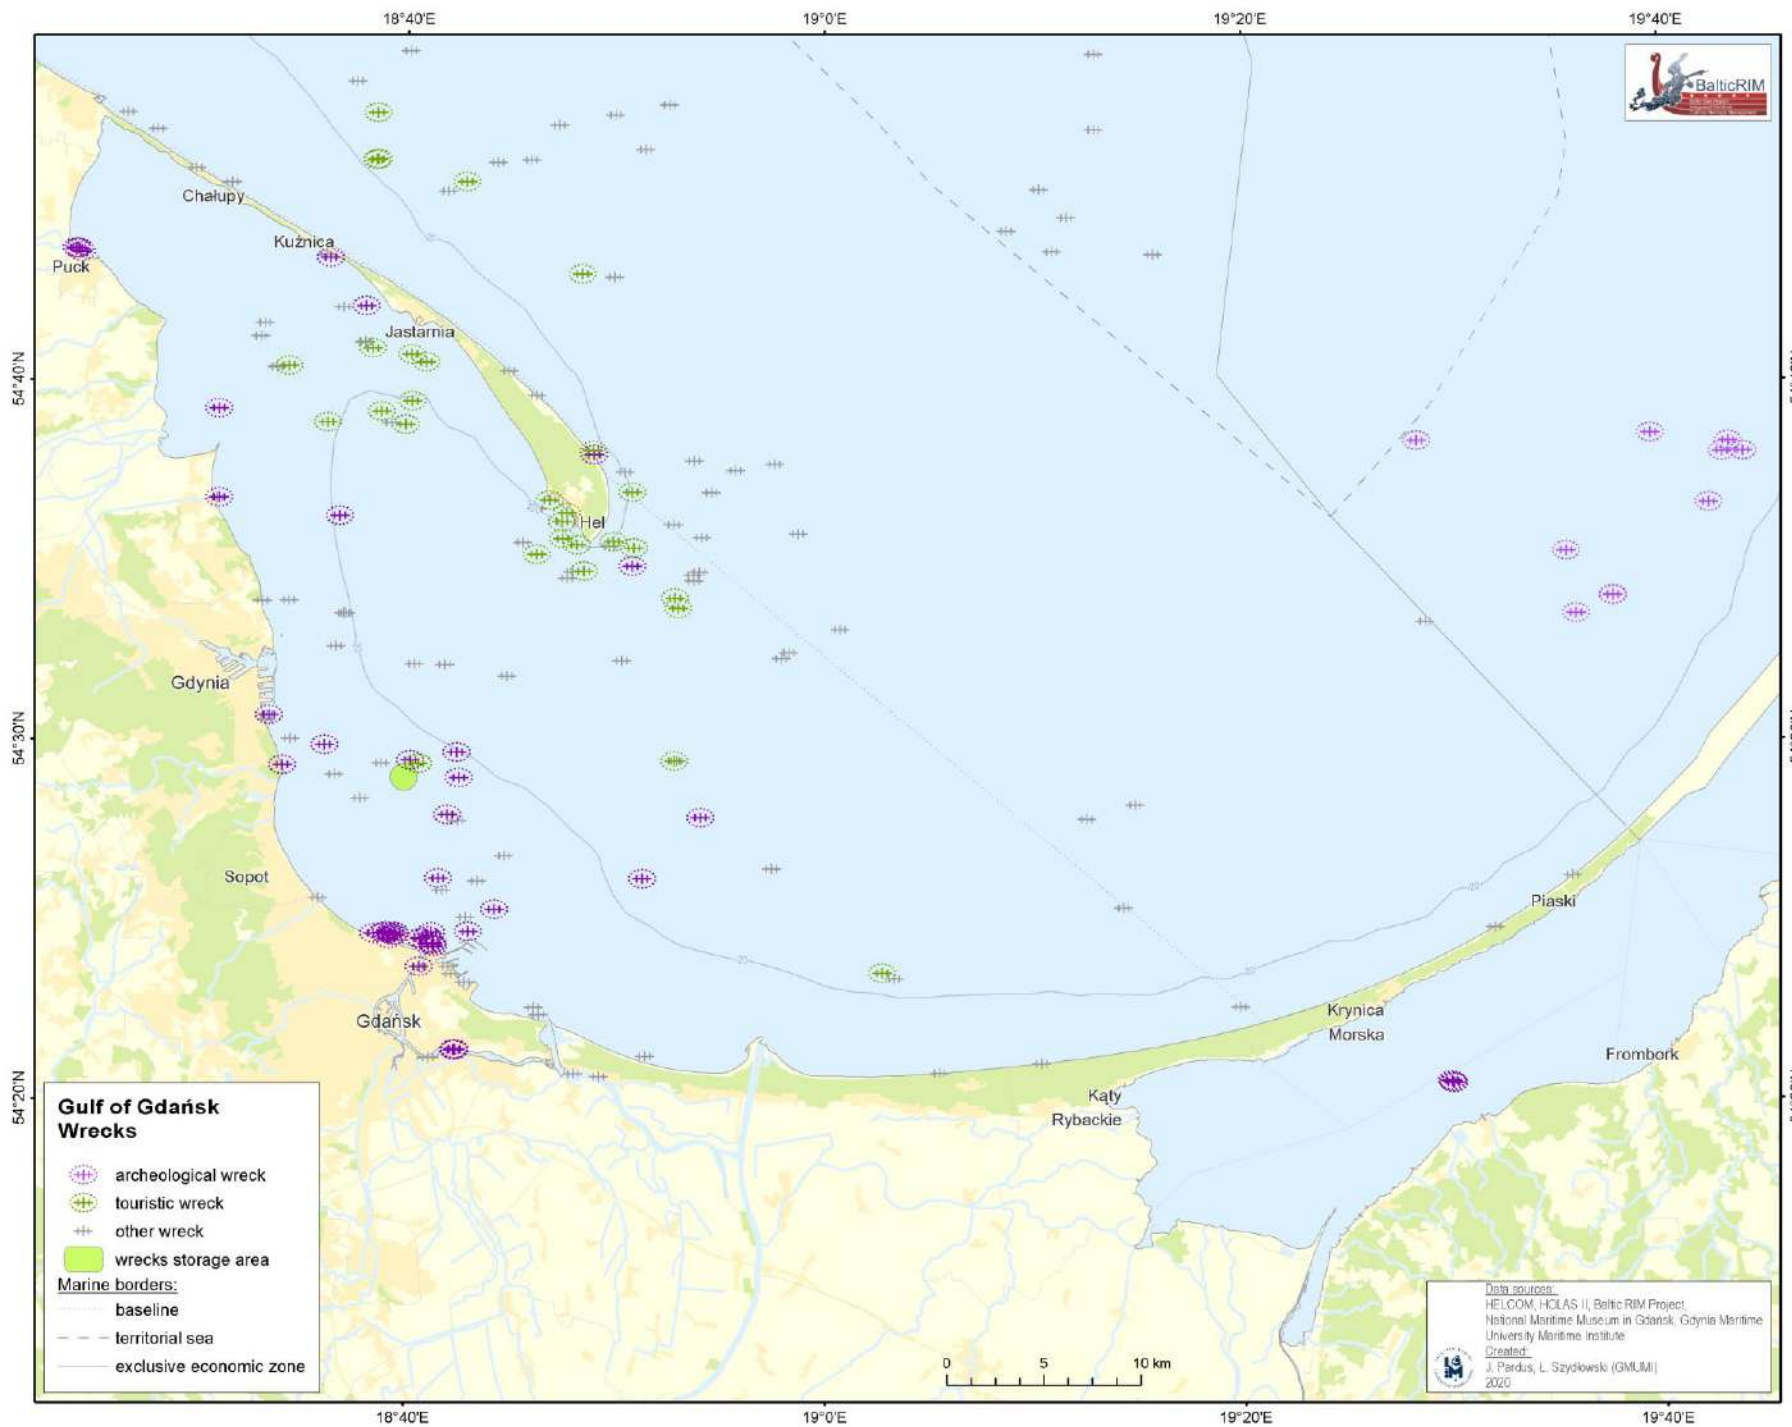 18°40'E
19°0'E
19°20'E
19°40'E
BalticRIM
Chałupy
Kuźnica
Puck
Jastarnia
54°40'N
Hel
Gdynia
54°30'N
Sopot
Piaski
20
20
Krynica
Morska
Gdańsk
Frombork
Kąty
Rybackie
54°20'N
Gulf of Gdańsk
Wrecks
archeological wreck
touristic wreck
other wreck
wrecks storage area
Marine borders:
baseline
territorial sea
exclusive economic zone
0 5 10 km
Data sources:
HELCOM, HOLAS II, Baltic RIM Project,
National Maritime Museum in Gdańsk, Gdynia Maritime
University Maritime Institute
Created:
J. Pardus, Ł. Szydłowski (GMUMI)
2020
18°40'E
19°0'E
19°20'E
19°40'E